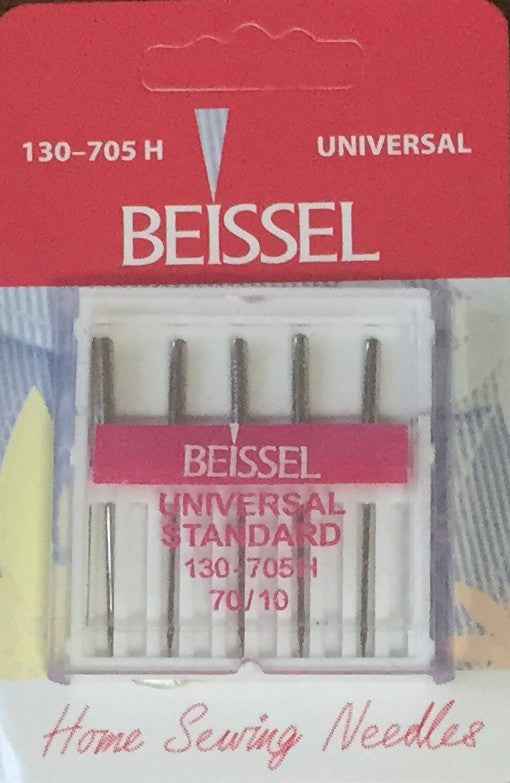 130–705 H UNIVERSAL
BEISSEL
BEISSEL
UNIVERSAL
STANDARD
130-705H
70/10
Home Sewing Needles